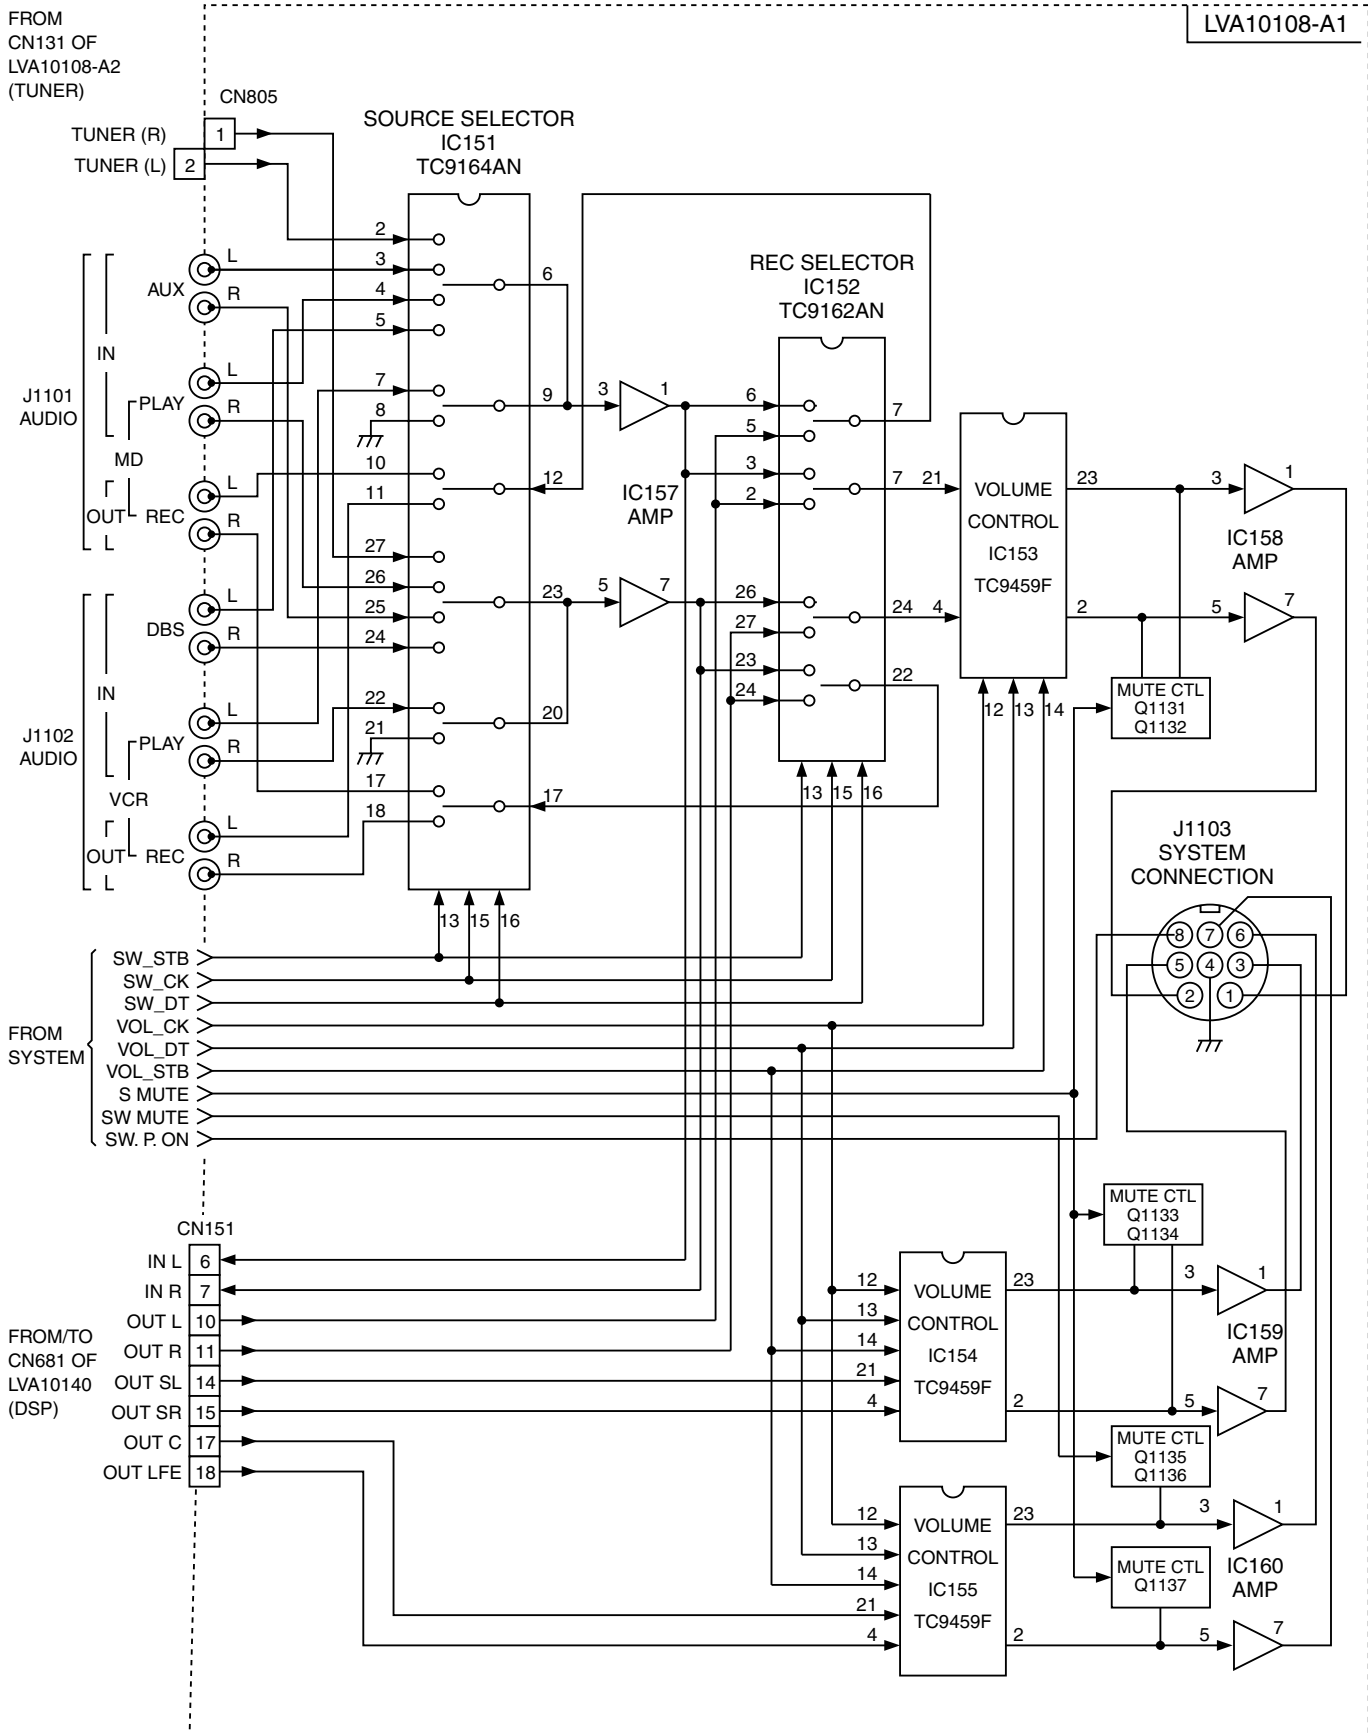 FROM
CN131 OF
LVA10108-A2
(TUNER)
LVA10108-A1
CN805
TUNER (R)
1
TUNER (L)
2
SOURCE SELECTOR
IC151
TC9164AN
2
3
4
5
7
8
10
11
27
26
25
24
22
21
17
18
6
9
12
23
20
17
13
15
16
J1101
AUDIO
IN
AUX
L
R
PLAY
L
R
MD
OUT
REC
L
R
J1102
AUDIO
IN
DBS
L
R
PLAY
L
R
VCR
OUT
REC
L
R
3
1
IC157
AMP
5
7
REC SELECTOR
IC152
TC9162AN
6
5
3
2
26
27
23
24
7
7
24
22
13
15
16
21
4
VOLUME
CONTROL
IC153
TC9459F
23
2
12
13
14
3
1
IC158
AMP
5
7
MUTE CTL
Q1131
Q1132
J1103
SYSTEM
CONNECTION
8
7
6
5
4
3
2
1
FROM
SYSTEM
SW_STB
SW_CK
SW_DT
VOL_CK
VOL_DT
VOL_STB
S MUTE
SW MUTE
SW. P. ON
CN151
FROM/TO
CN681 OF
LVA10140
(DSP)
IN L 6
IN R 7
OUT L 10
OUT R 11
OUT SL 14
OUT SR 15
OUT C 17
OUT LFE 18
MUTE CTL
Q1133
Q1134
12
13
14
21
4
VOLUME
CONTROL
IC154
TC9459F
23
2
3
1
IC159
AMP
5
7
MUTE CTL
Q1135
Q1136
12
13
14
21
4
VOLUME
CONTROL
IC155
TC9459F
23
2
3
1
MUTE CTL
Q1137
IC160
AMP
5
7